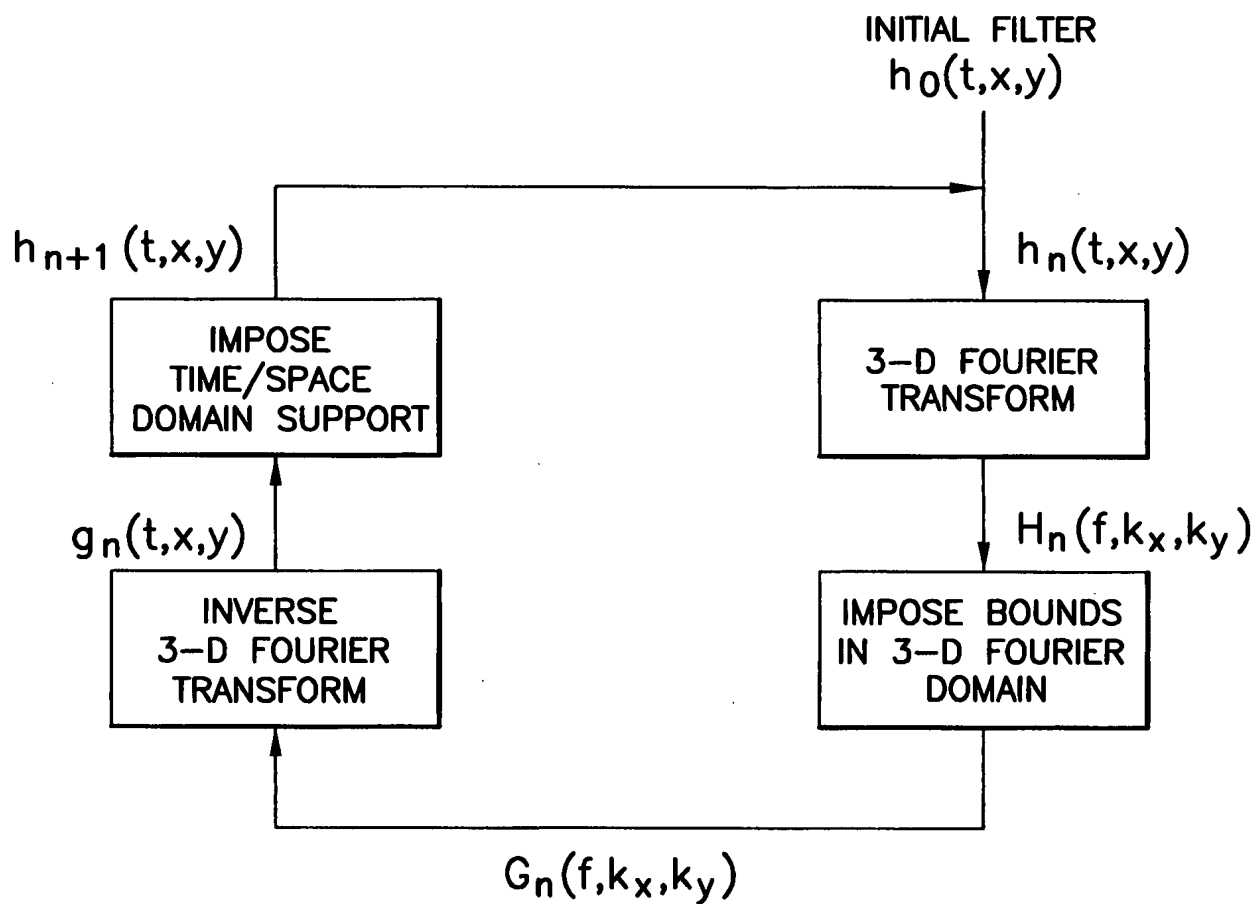 INITIAL FILTER
h0(t,x,y)
hn+1(t,x,y)
hn(t,x,y)
IMPOSE
TIME/SPACE
DOMAIN SUPPORT
3-D FOURIER
TRANSFORM
gn(t,x,y)
Hn(f,kx,ky)
INVERSE
3-D FOURIER
TRANSFORM
IMPOSE BOUNDS
IN 3-D FOURIER
DOMAIN
Gn(f,kx,ky)